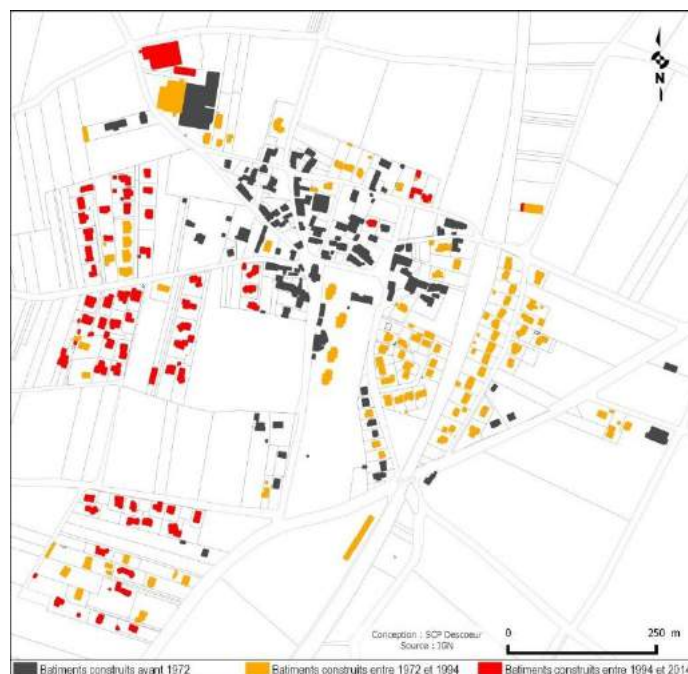 N
Conception : SCP Descoeur
Source : IGN
0 250 m
Batiments construits avant 1972 Batiments construits entre 1972 et 1994 Batiments construits entre 1994 et 2014